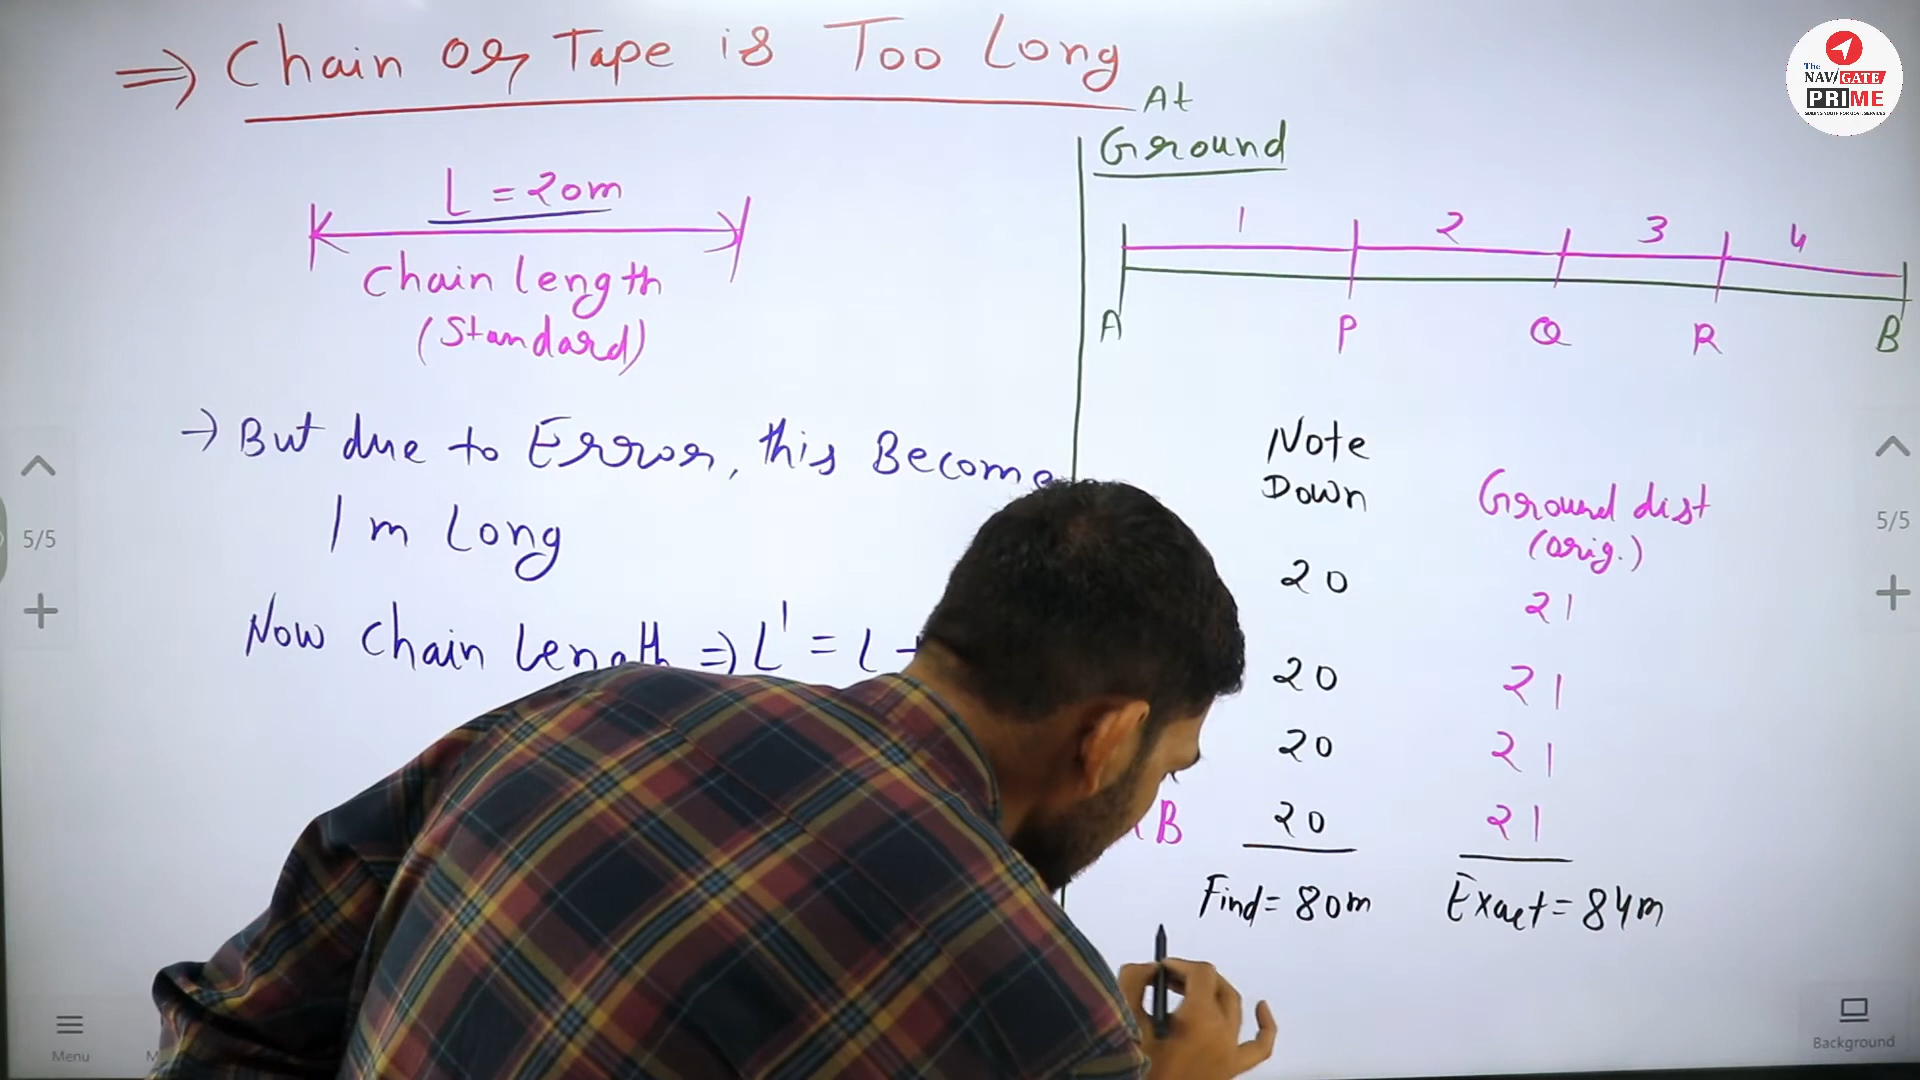 ⇒ Chain or Tape is Too Long
L = 20m
Chain length
(Standard)
→ But due to Error, this Become
1 m Long
Now Chain Length ⇒ L' = L +
At
Ground
1 2 3 4
A P Q R B
Note
Down
Ground dist
(orig.)
20 21
20 21
20 21
B 20 21
Find = 80m Exact = 84m
The
NAVIGATE
PRIME
5/5
5/5
Menu
Background